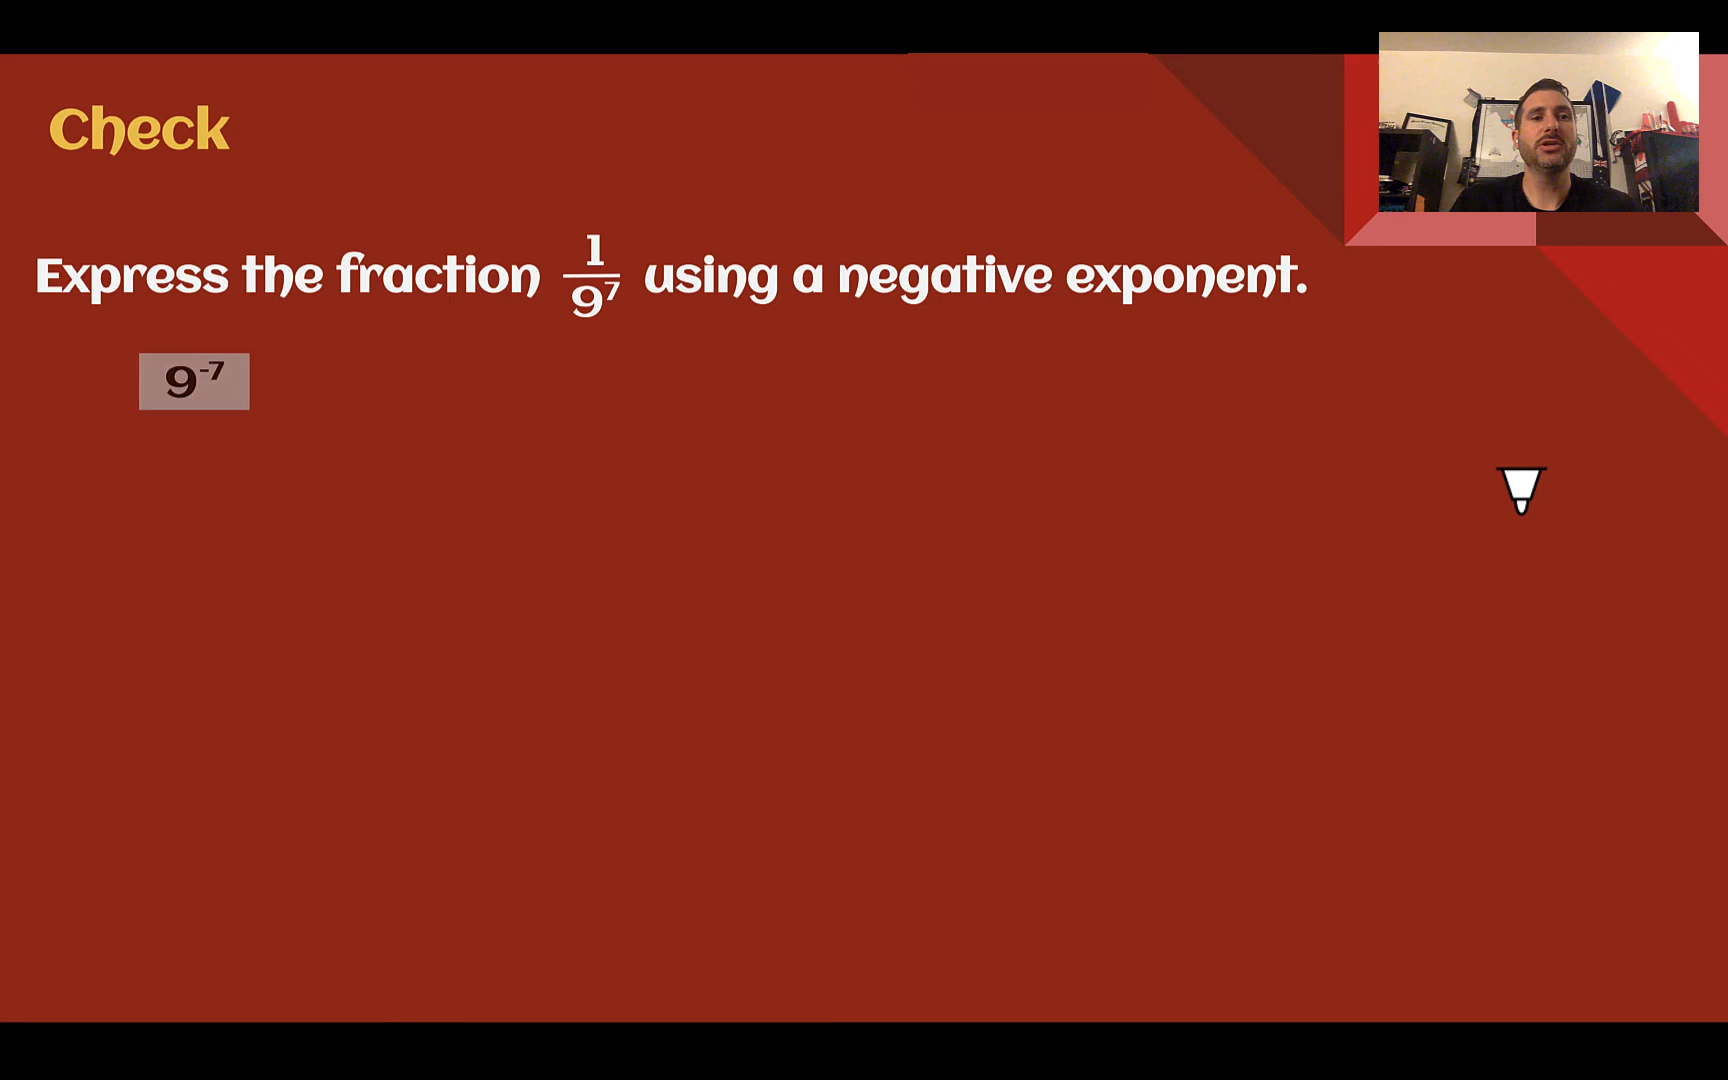 Check
Express the fraction 1/9⁷ using a negative exponent.
9⁻⁷